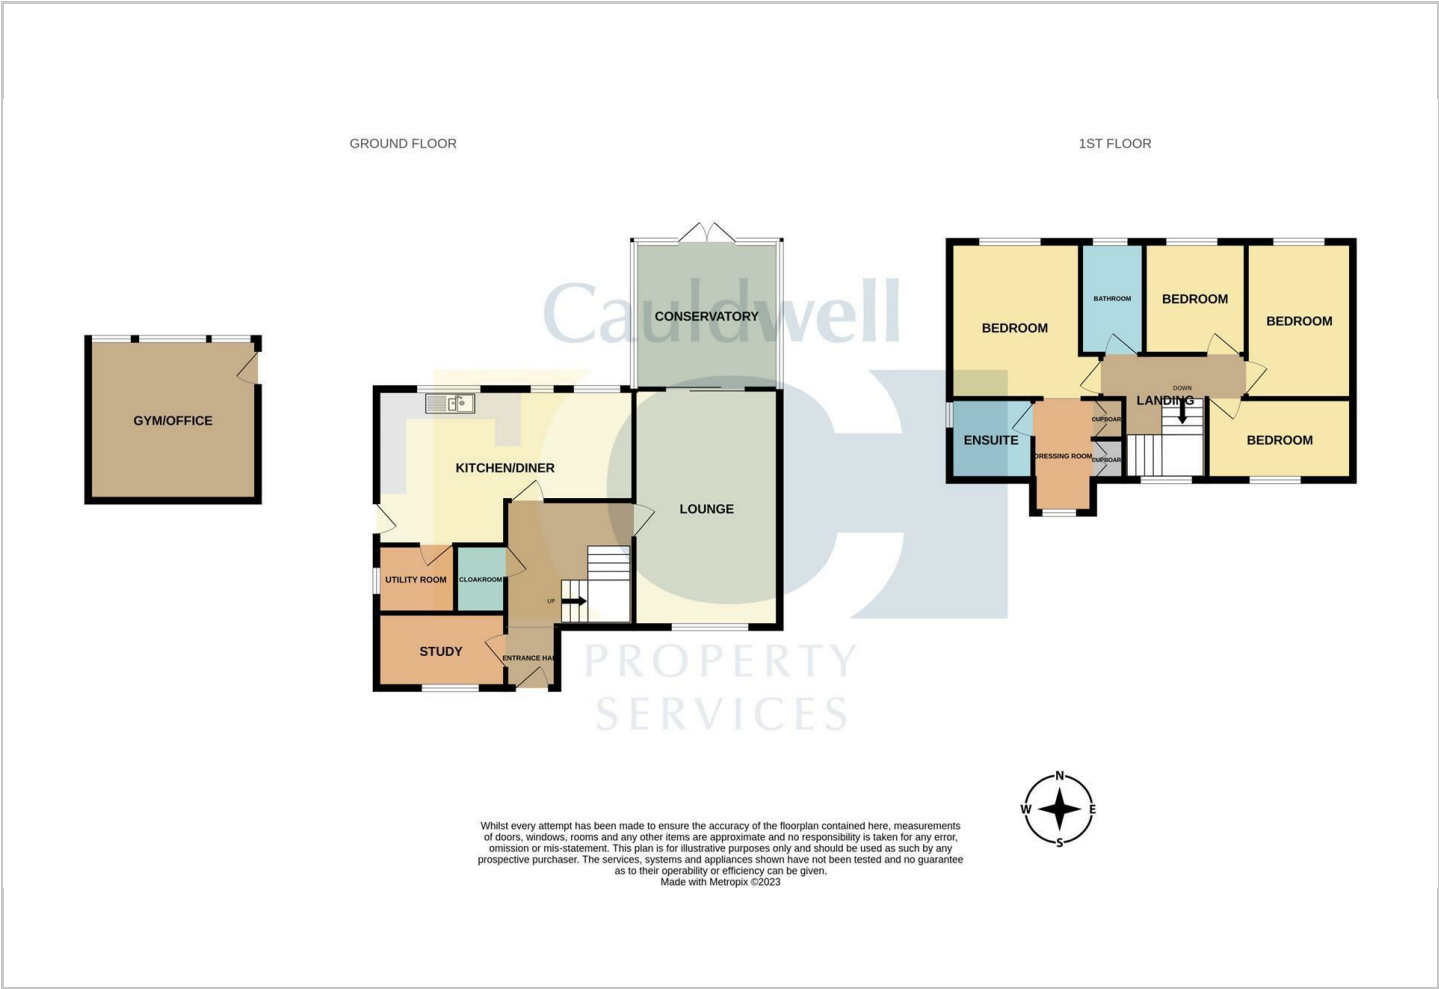 GROUND FLOOR
1ST FLOOR
Cauldwell
CONSERVATORY
BATHROOM
BEDROOM
BEDROOM
BEDROOM
DOWN
LANDING
GYM/OFFICE
CUPBOAR
ENSUITE
BEDROOM
DRESSING ROOM
CUPBOAR
KITCHEN/DINER
LOUNGE
UTILITY ROOM
CLOAKROOM
UP
STUDY
ENTRANCE HA
PROPERTY
SERVICES
N
W
E
S
Whilst every attempt has been made to ensure the accuracy of the floorplan contained here, measurements
of doors, windows, rooms and any other items are approximate and no responsibility is taken for any error,
omission or mis-statement. This plan is for illustrative purposes only and should be used as such by any
prospective purchaser. The services, systems and appliances shown have not been tested and no guarantee
as to their operability or efficiency can be given.
Made with Metropix ©2023